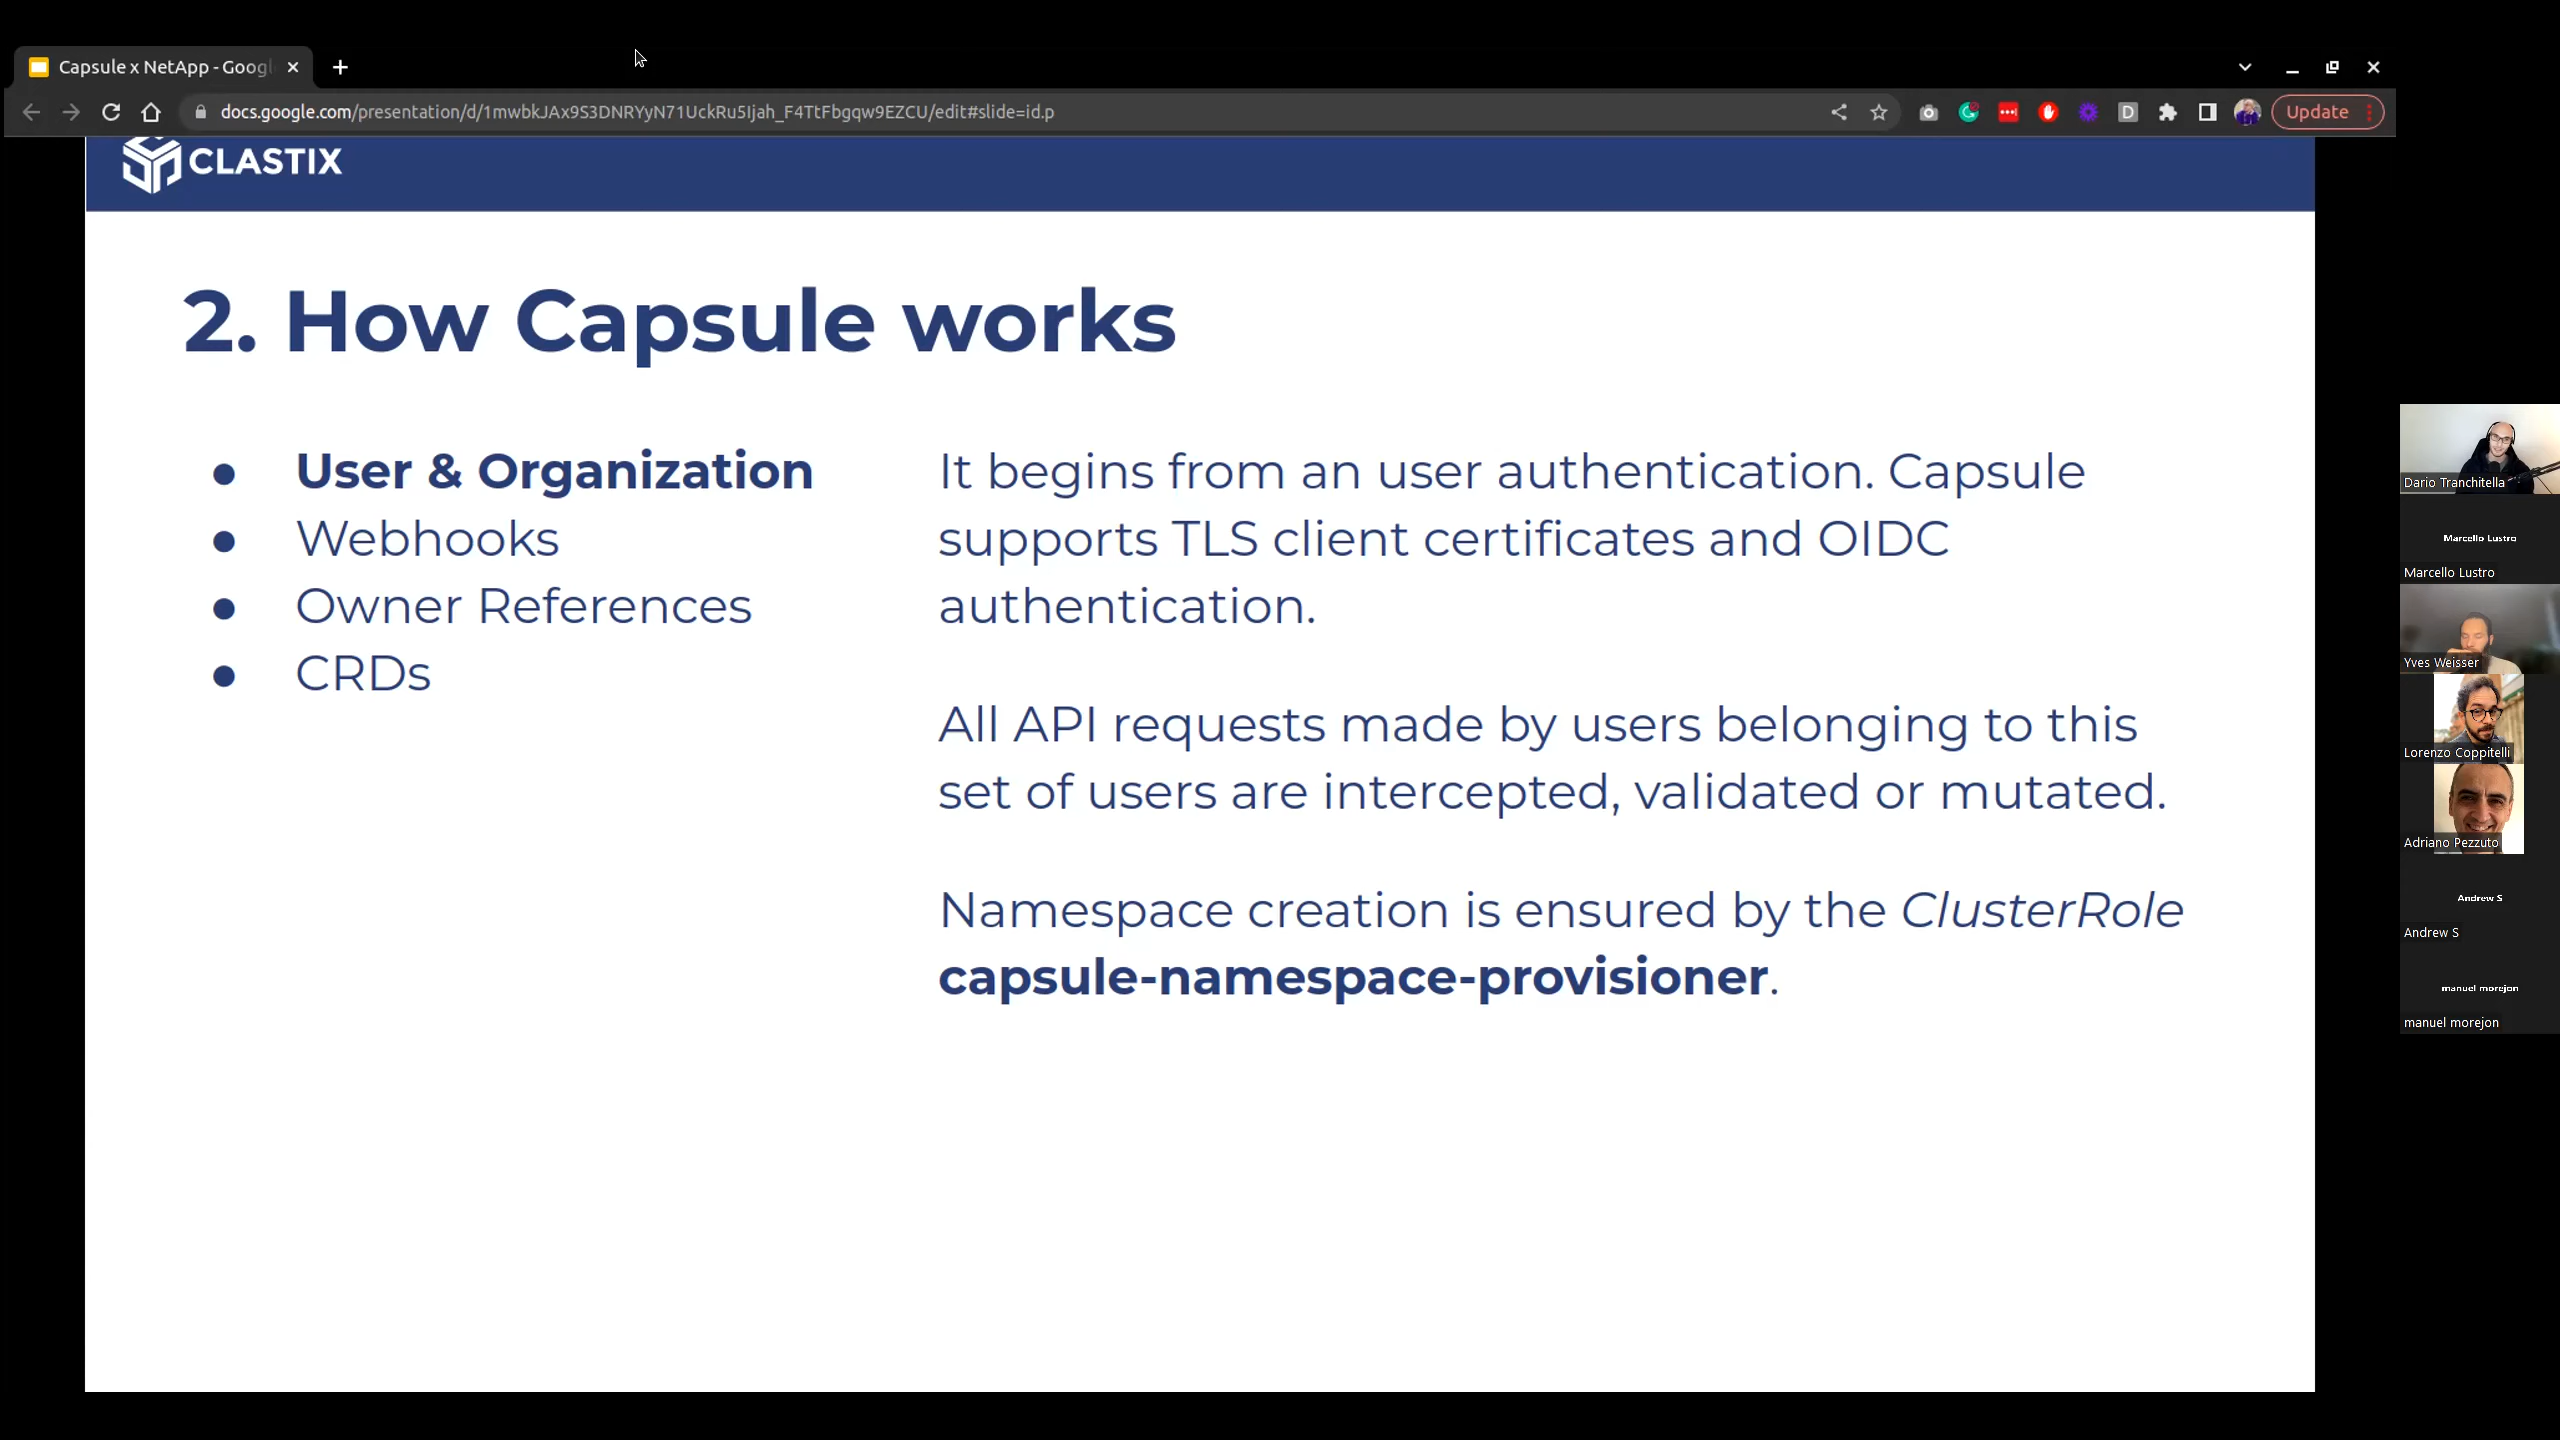 Capsule x NetApp - Googl
docs.google.com/presentation/d/1mwbkJAx9S3DNRYyN71UckRu5Ijah_F4TtFbgqw9EZCU/edit#slide=id.p
D
Update
CLASTIX
2. How Capsule works
● User & Organization
● Webhooks
● Owner References
● CRDs
It begins from an user authentication. Capsule
supports TLS client certificates and OIDC
authentication.
All API requests made by users belonging to this
set of users are intercepted, validated or mutated.
Namespace creation is ensured by the ClusterRole
capsule-namespace-provisioner.
Dario Tranchitella
Marcello Lustro
Marcello Lustro
Yves Weisser
Lorenzo Coppitelli
Adriano Pezzuto
Andrew S
Andrew S
manuel morejon
manuel morejon